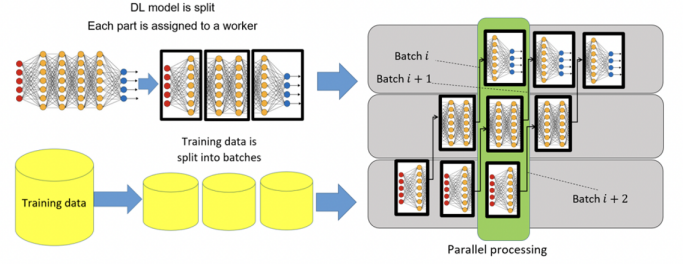 DL model is split
Each part is assigned to a worker
Training data is
split into batches
Training data
Batch i
Batch i + 1
Batch i + 2
Parallel processing